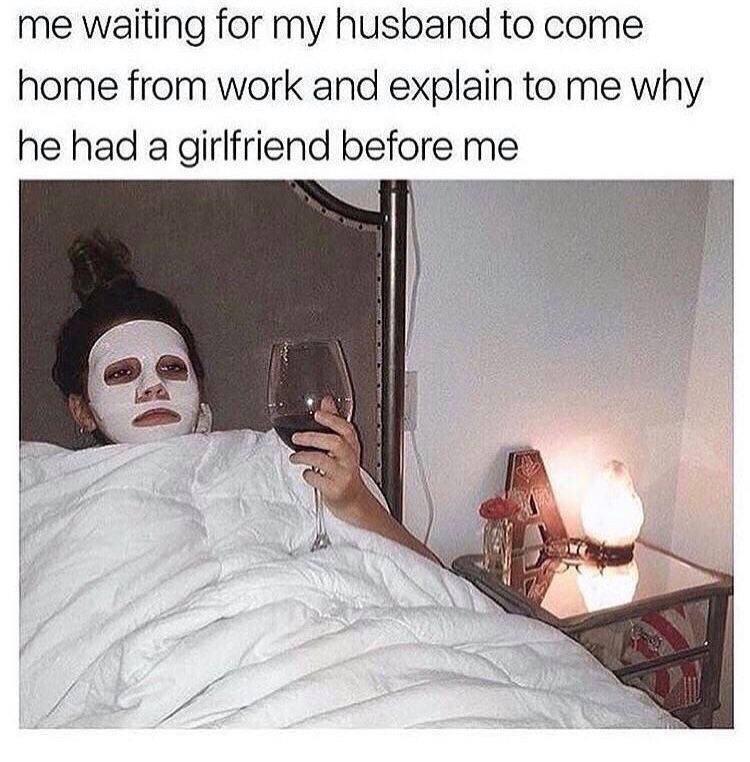 me waiting for my husband to come
home from work and explain to me why
he had a girlfriend before me
A